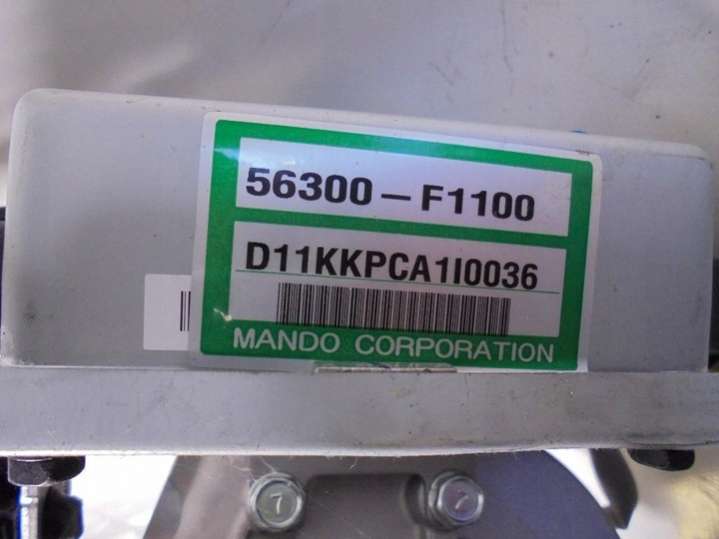 56300-F1100
D11KKPCA1I0036
MANDO CORPORATION
7 7